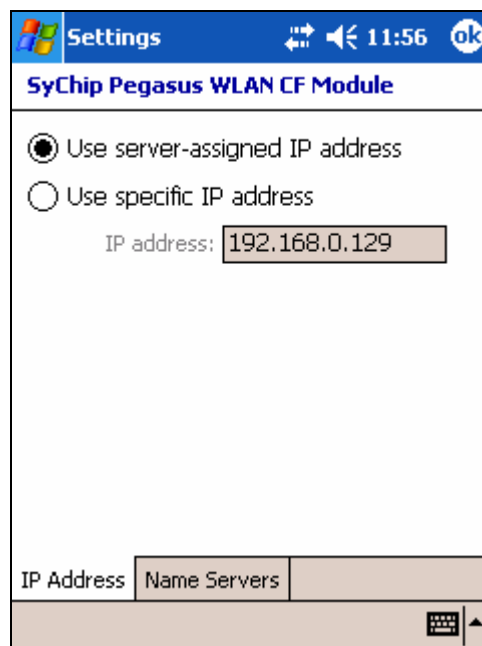 Settings 11:56 ok
SyChip Pegasus WLAN CF Module
Use server-assigned IP address
Use specific IP address
IP address: 192.168.0.129
IP Address Name Servers